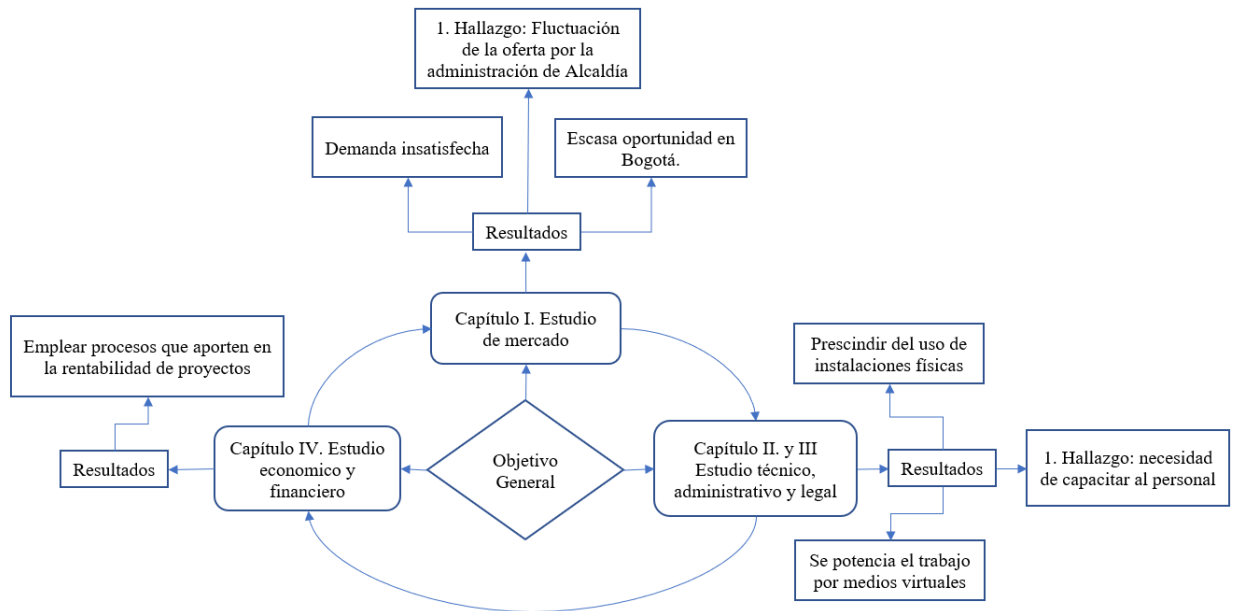 1. Hallazgo: Fluctuación
de la oferta por la
administración de Alcaldía
Demanda insatisfecha
Escasa oportunidad en
Bogotá.
Resultados
Capítulo I. Estudio
de mercado
Emplear procesos que aporten en
la rentabilidad de proyectos
Prescindir del uso de
instalaciones físicas
Resultados
Capítulo IV. Estudio
economico y
financiero
Objetivo
General
Capítulo II. y III
Estudio técnico,
administrativo y legal
Resultados
1. Hallazgo: necesidad
de capacitar al personal
Se potencia el trabajo
por medios virtuales